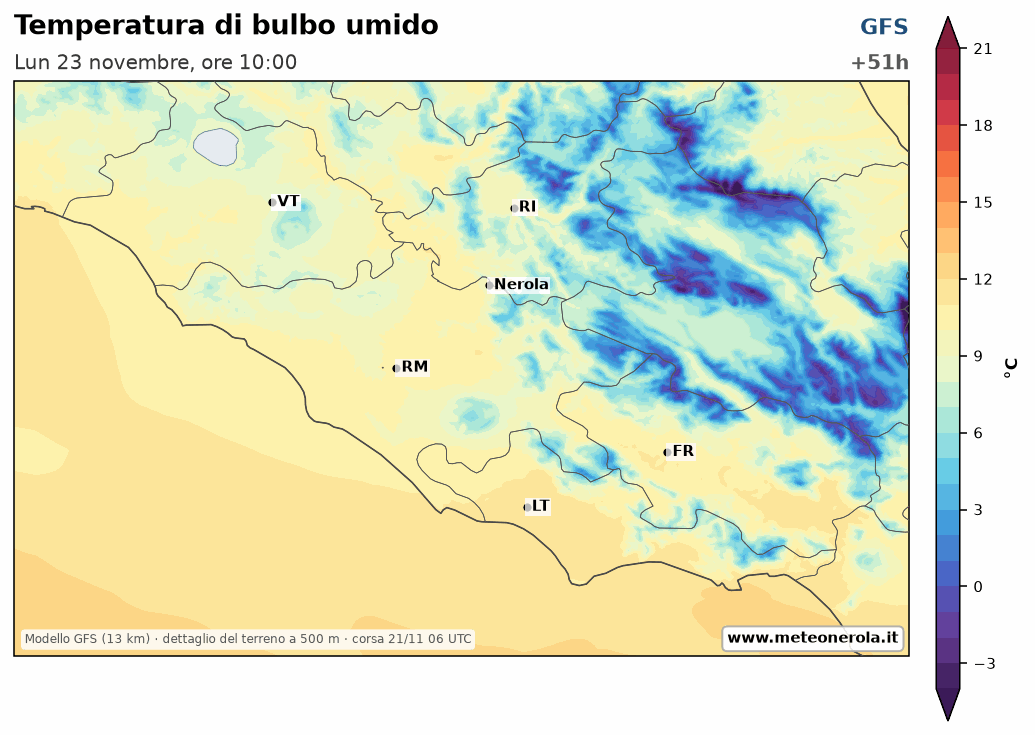 Temperatura di bulbo umido
GFS
Lun 23 novembre, ore 10:00
+51h
21
18
15
12
9
6
3
0
−3
°C
VT
RI
Nerola
RM
FR
LT
Modello GFS (13 km) · dettaglio del terreno a 500 m · corsa 21/11 06 UTC
www.meteonerola.it